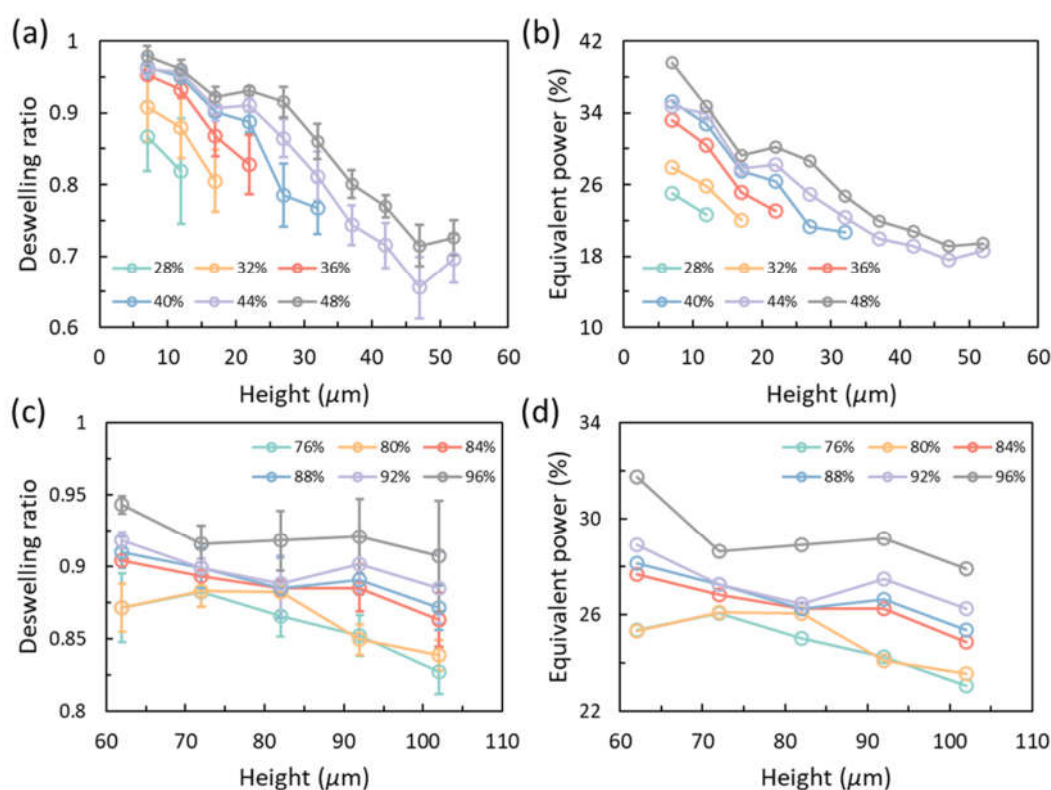 (a)
1
0.9
0.8
0.7
0.6
Deswelling ratio
28% 32% 36%
40% 44% 48%
0 10 20 30 40 50 60
Height (μm)
(b)
42
34
26
18
10
Equivalent power (%)
28% 32% 36%
40% 44% 48%
0 10 20 30 40 50 60
Height (μm)
(c)
1
0.95
0.9
0.85
0.8
Deswelling ratio
76% 80% 84%
88% 92% 96%
60 70 80 90 100 110
Height (μm)
(d)
34
30
26
22
Equivalent power (%)
76% 80% 84%
88% 92% 96%
60 70 80 90 100 110
Height (μm)